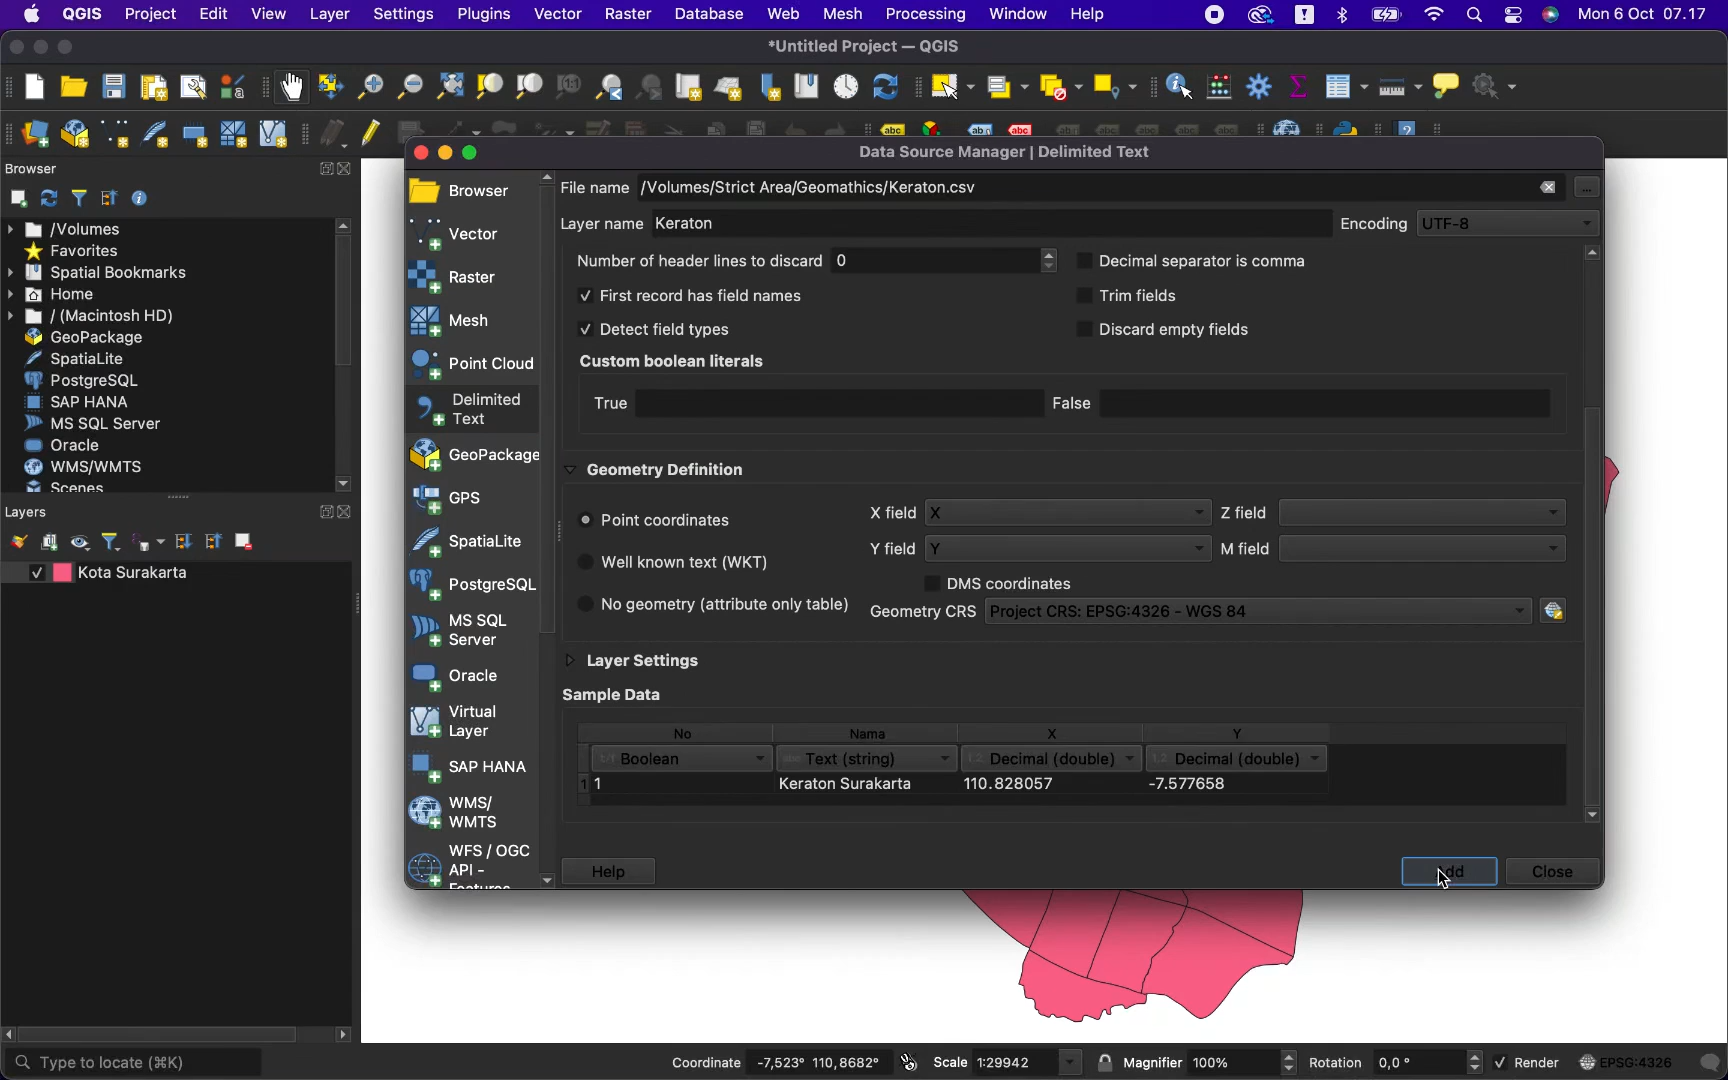 QGIS Project Edit View Layer Settings Plugins Vector Raster Database Web Mesh Processing Window Help Mon 6 Oct 07.17
*Untitled Project — QGIS
Browser
/Volumes
Favorites
Spatial Bookmarks
Home
/ (Macintosh HD)
GeoPackage
SpatiaLite
PostgreSQL
SAP HANA
MS SQL Server
Oracle
WMS/WMTS
Scenes
Layers
Kota Surakarta
Data Source Manager | Delimited Text
Browser
Vector
Raster
Mesh
Point Cloud
Delimited
Text
GeoPackage
GPS
SpatiaLite
PostgreSQL
MS SQL
Server
Oracle
Virtual
Layer
SAP HANA
WMS/
WMTS
WFS / OGC
API -
Features
File name /Volumes/Strict Area/Geomathics/Keraton.csv ...
Layer name Keraton Encoding UTF-8
Number of header lines to discard 0 Decimal separator is comma
First record has field names Trim fields
Detect field types Discard empty fields
Custom boolean literals
True False
Geometry Definition
Point coordinates X field X Z field
Well known text (WKT) Y field Y M field
DMS coordinates
No geometry (attribute only table) Geometry CRS Project CRS: EPSG:4326 - WGS 84
Layer Settings
Sample Data
No Nama X Y
t/f Boolean abc Text (string) 1.2 Decimal (double) 1.2 Decimal (double)
1 1 Keraton Surakarta 110.828057 -7.577658
Help Add Close
Type to locate (⌘K) Coordinate -7,523° 110,8682° Scale 1:29942 Magnifier 100% Rotation 0,0 ° Render EPSG:4326